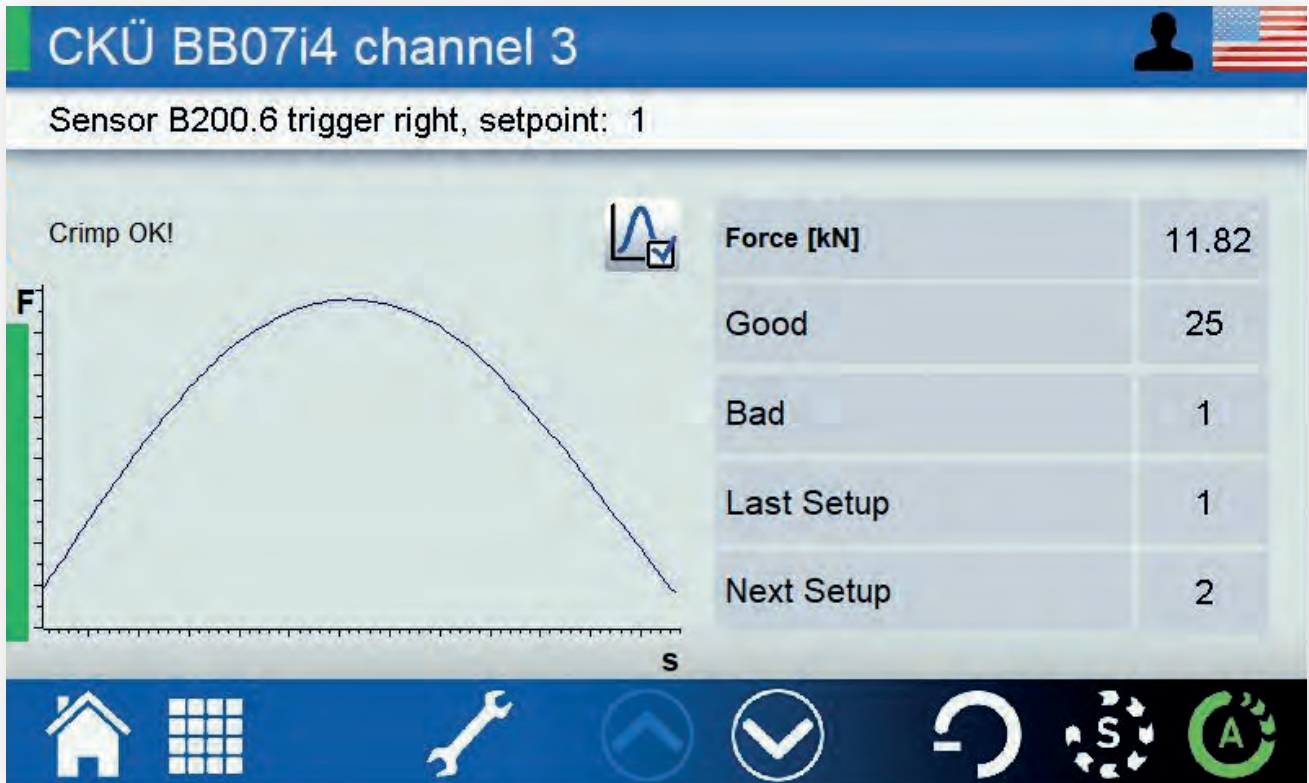 CKÜ BB07i4 channel 3
Sensor B200.6 trigger right, setpoint: 1
Crimp OK!
F
s
Force [kN] 11.82
Good 25
Bad 1
Last Setup 1
Next Setup 2
S
A